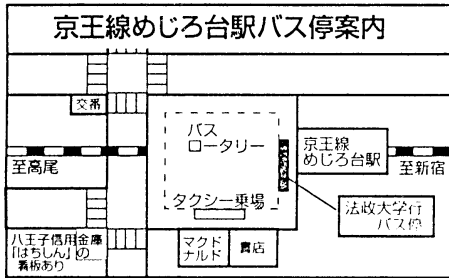 京王線めじろ台駅バス停案内
交番
バス
ロータリー
京王線
めじろ台駅
至高尾
至新宿
タクシー乗場
法政大学行
バス停
八王子信用金庫
「はちしん」の
看板あり
マクド
ナルド
書店